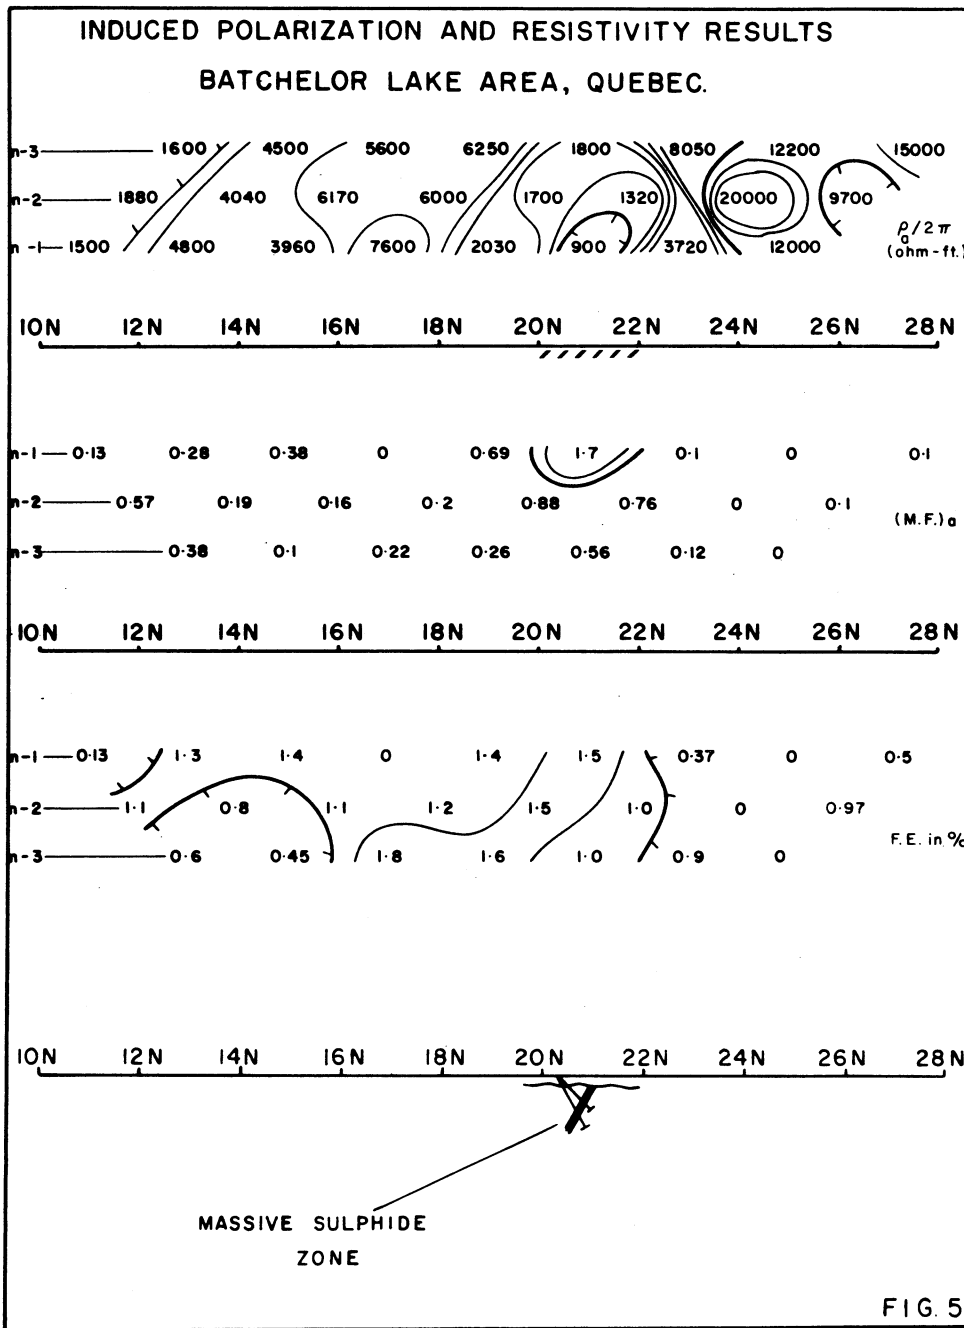 INDUCED POLARIZATION AND RESISTIVITY RESULTS
BATCHELOR LAKE AREA, QUEBEC.
n-3 1600 4500 5600 6250 1800 8050 12200 15000
n-2 1880 4040 6170 6000 1700 1320 20000 9700
n-1 1500 4800 3960 7600 2030 900 3720 12000
ρa/2π
(ohm-ft.)
10N 12N 14N 16N 18N 20N 22N 24N 26N 28N
n-1 0·13 0·28 0·38 0 0·69 1·7 0·1 0 0·1
n-2 0·57 0·19 0·16 0·2 0·88 0·76 0 0·1
(M.F.)a
n-3 0·38 0·1 0·22 0·26 0·56 0·12 0
10N 12N 14N 16N 18N 20N 22N 24N 26N 28N
n-1 0·13 1·3 1·4 0 1·4 1·5 0·37 0 0·5
n-2 1·1 0·8 1·1 1·2 1·5 1·0 0 0·97
F.E. in %
n-3 0·6 0·45 1·8 1·6 1·0 0·9 0
10N 12N 14N 16N 18N 20N 22N 24N 26N 28N
MASSIVE SULPHIDE
ZONE
FIG. 5